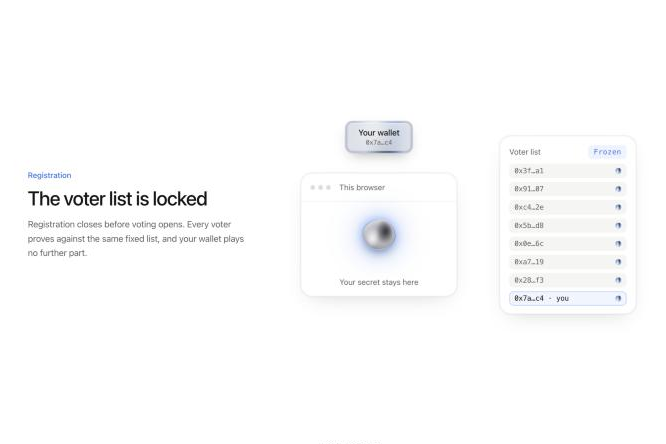 Registration
The voter list is locked
Registration closes before voting opens. Every voter
proves against the same fixed list, and your wallet plays
no further part.
Your wallet
0x7a…c4
This browser
Your secret stays here
Voter list
Frozen
0x3f…a1
0x91…07
0xc4…2e
0x5b…d8
0x0e…6c
0xa7…19
0x28…f3
0x7a…c4 · you